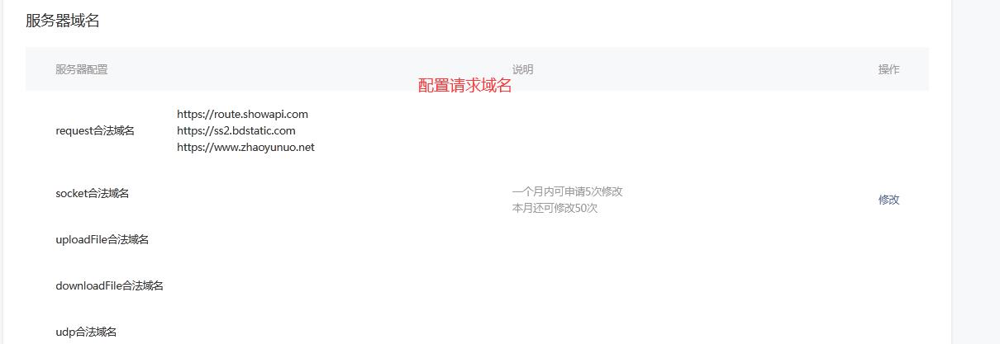 服务器域名
服务器配置 说明 操作
配置请求域名
request合法域名
https://route.showapi.com
https://ss2.bdstatic.com
https://www.zhaoyunuo.net
socket合法域名
一个月内可申请5次修改
本月还可修改50次
修改
uploadFile合法域名
downloadFile合法域名
udp合法域名